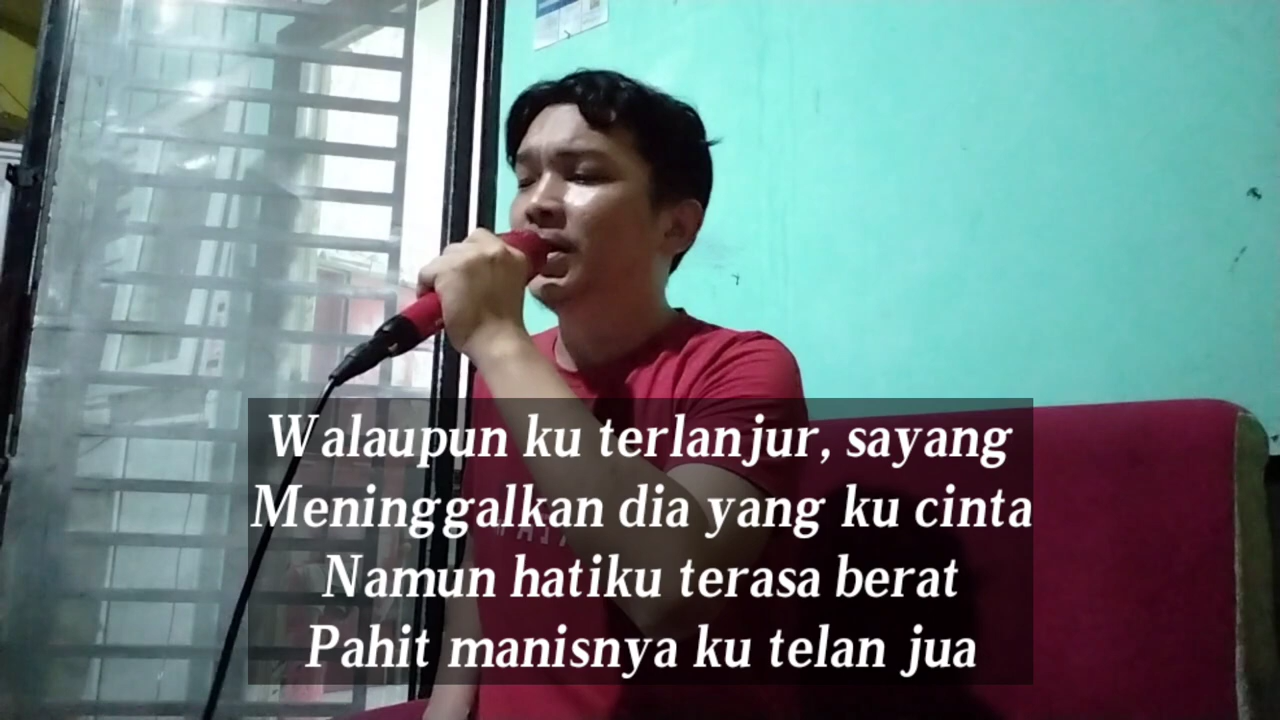 Walaupun ku terlanjur, sayang
Meninggalkan dia yang ku cinta
Namun hatiku terasa berat
Pahit manisnya ku telan jua